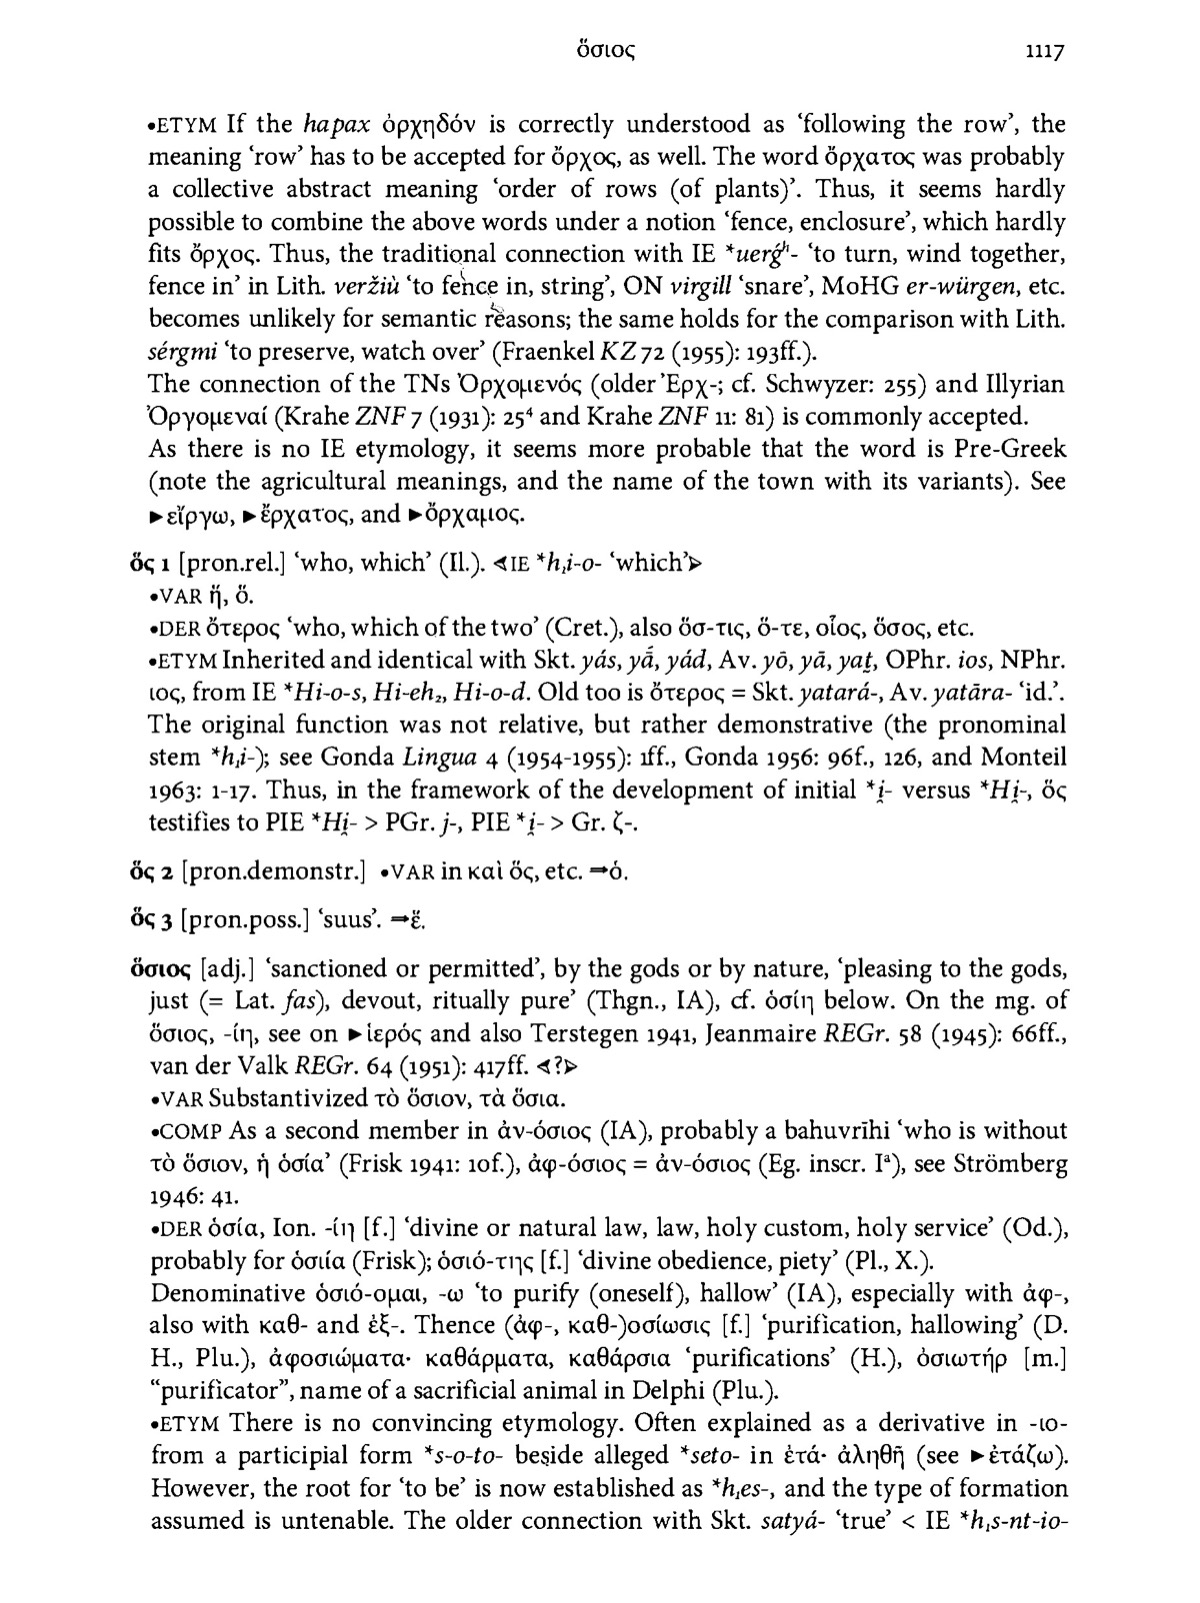 ὅσιος 1117
•ETYM If the hapax ὀρχηδόν is correctly understood as ‘following the row’, the
meaning ‘row’ has to be accepted for ὄρχος, as well. The word ὄρχατος was probably
a collective abstract meaning ‘order of rows (of plants)’. Thus, it seems hardly
possible to combine the above words under a notion ‘fence, enclosure’, which hardly
fits ὄρχος. Thus, the traditional connection with IE *uerǵʰ- ‘to turn, wind together,
fence in’ in Lith. veržiù ‘to fence in, string’, ON virgill ‘snare’, MoHG er-würgen, etc.
becomes unlikely for semantic reasons; the same holds for the comparison with Lith.
sérgmi ‘to preserve, watch over’ (Fraenkel KZ 72 (1955): 193ff.).
The connection of the TNs Ὀρχομενός (older Ἐρχ-; cf. Schwyzer: 255) and Illyrian
Ὀργομεναί (Krahe ZNF 7 (1931): 25⁴ and Krahe ZNF 11: 81) is commonly accepted.
As there is no IE etymology, it seems more probable that the word is Pre-Greek
(note the agricultural meanings, and the name of the town with its variants). See
►εἴργω, ►ἔρχατος, and ►ὄρχαμος.
ὅς 1 [pron.rel.] ‘who, which’ (Il.). ⋖IE *h₁i-o- ‘which’⋗
•VAR ἥ, ὅ.
•DER ὅτερος ‘who, which of the two’ (Cret.), also ὅσ-τις, ὅ-τε, οἷος, ὅσος, etc.
•ETYM Inherited and identical with Skt. yás, yā́, yád, Av. yō, yā, yaṯ, OPhr. ios, NPhr.
ιος, from IE *Hi-o-s, Hi-eh₂, Hi-o-d. Old too is ὅτερος = Skt. yatará-, Av. yatāra- ‘id.’.
The original function was not relative, but rather demonstrative (the pronominal
stem *h₁i-); see Gonda Lingua 4 (1954-1955): 1ff., Gonda 1956: 96f., 126, and Monteil
1963: 1-17. Thus, in the framework of the development of initial *i̯- versus *Hi̯-, ὅς
testifies to PIE *Hi̯- > PGr. j-, PIE *i̯- > Gr. ζ-.
ὅς 2 [pron.demonstr.] •VAR in καὶ ὅς, etc. ➡ὁ.
ὅς 3 [pron.poss.] ‘suus’. ➡ἕ.
ὅσιος [adj.] ‘sanctioned or permitted’, by the gods or by nature, ‘pleasing to the gods,
just (= Lat. fas), devout, ritually pure’ (Thgn., IA), cf. ὁσίη below. On the mg. of
ὅσιος, -ίη, see on ►ἱερός and also Terstegen 1941, Jeanmaire REGr. 58 (1945): 66ff.,
van der Valk REGr. 64 (1951): 417ff. ⋖?⋗
•VAR Substantivized τὸ ὅσιον, τὰ ὅσια.
•COMP As a second member in ἀν-όσιος (IA), probably a bahuvrīhi ‘who is without
τὸ ὅσιον, ἡ ὁσία’ (Frisk 1941: 10f.), ἀφ-όσιος = ἀν-όσιος (Eg. inscr. Iᵃ), see Strömberg
1946: 41.
•DER ὁσία, Ion. -ίη [f.] ‘divine or natural law, law, holy custom, holy service’ (Od.),
probably for ὁσιία (Frisk); ὁσιό-της [f.] ‘divine obedience, piety’ (Pl., X.).
Denominative ὁσιό-ομαι, -ω ‘to purify (oneself), hallow’ (IA), especially with ἀφ-,
also with καθ- and ἐξ-. Thence (ἀφ-, καθ-)οσίωσις [f.] ‘purification, hallowing’ (D.
H., Plu.), ἀφοσιώματα· καθάρματα, καθάρσια ‘purifications’ (H.), ὁσιωτήρ [m.]
“purificator”, name of a sacrificial animal in Delphi (Plu.).
•ETYM There is no convincing etymology. Often explained as a derivative in -ιο-
from a participial form *s-o-to- beside alleged *seto- in ἐτά· ἀληθῆ (see ►ἐτάζω).
However, the root for ‘to be’ is now established as *h₁es-, and the type of formation
assumed is untenable. The older connection with Skt. satyá- ‘true’ < IE *h₁s-nt-io-